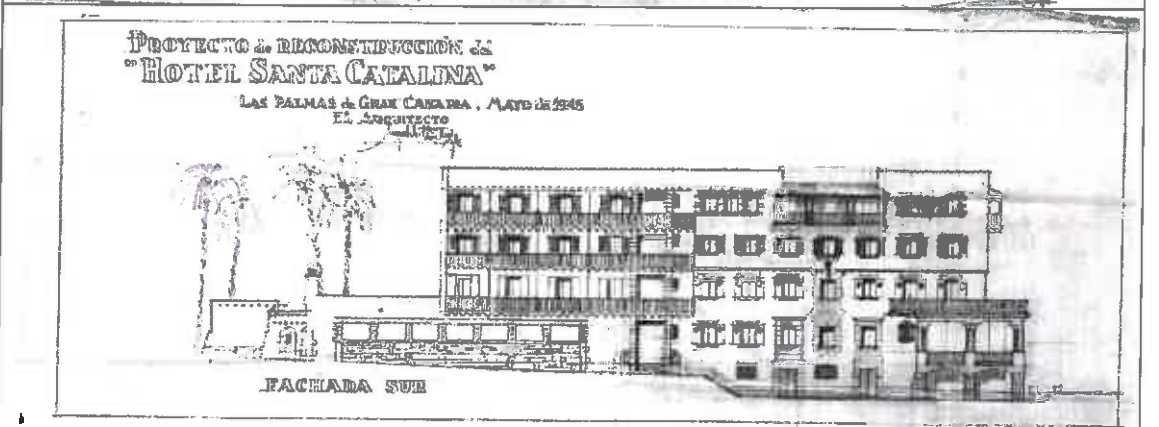 PROYECTO de RECONSTRUCCIÓN del
"HOTEL SANTA CATALINA"
LAS PALMAS de GRAN CANARIA. MAYO de 1945
EL ARQUITECTO
FACHADA SUR